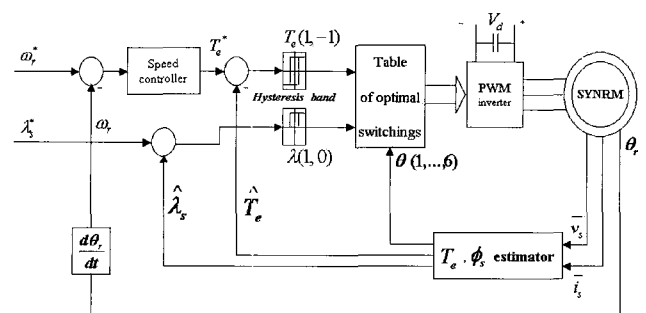 V_d
- +
ω_r^*
T_e^*
T_e(1,-1)
Speed
controller
Hysteresis band
Table
of optimal
switchings
PWM
inverter
SYNRM
λ_s^*
ω_r
λ(1,0)
θ (1,...,6)
θ_r
λ̂_s
T̂_e
v̄_s
dθ_r
dt
T_e , ϕ_s estimator
ī_s